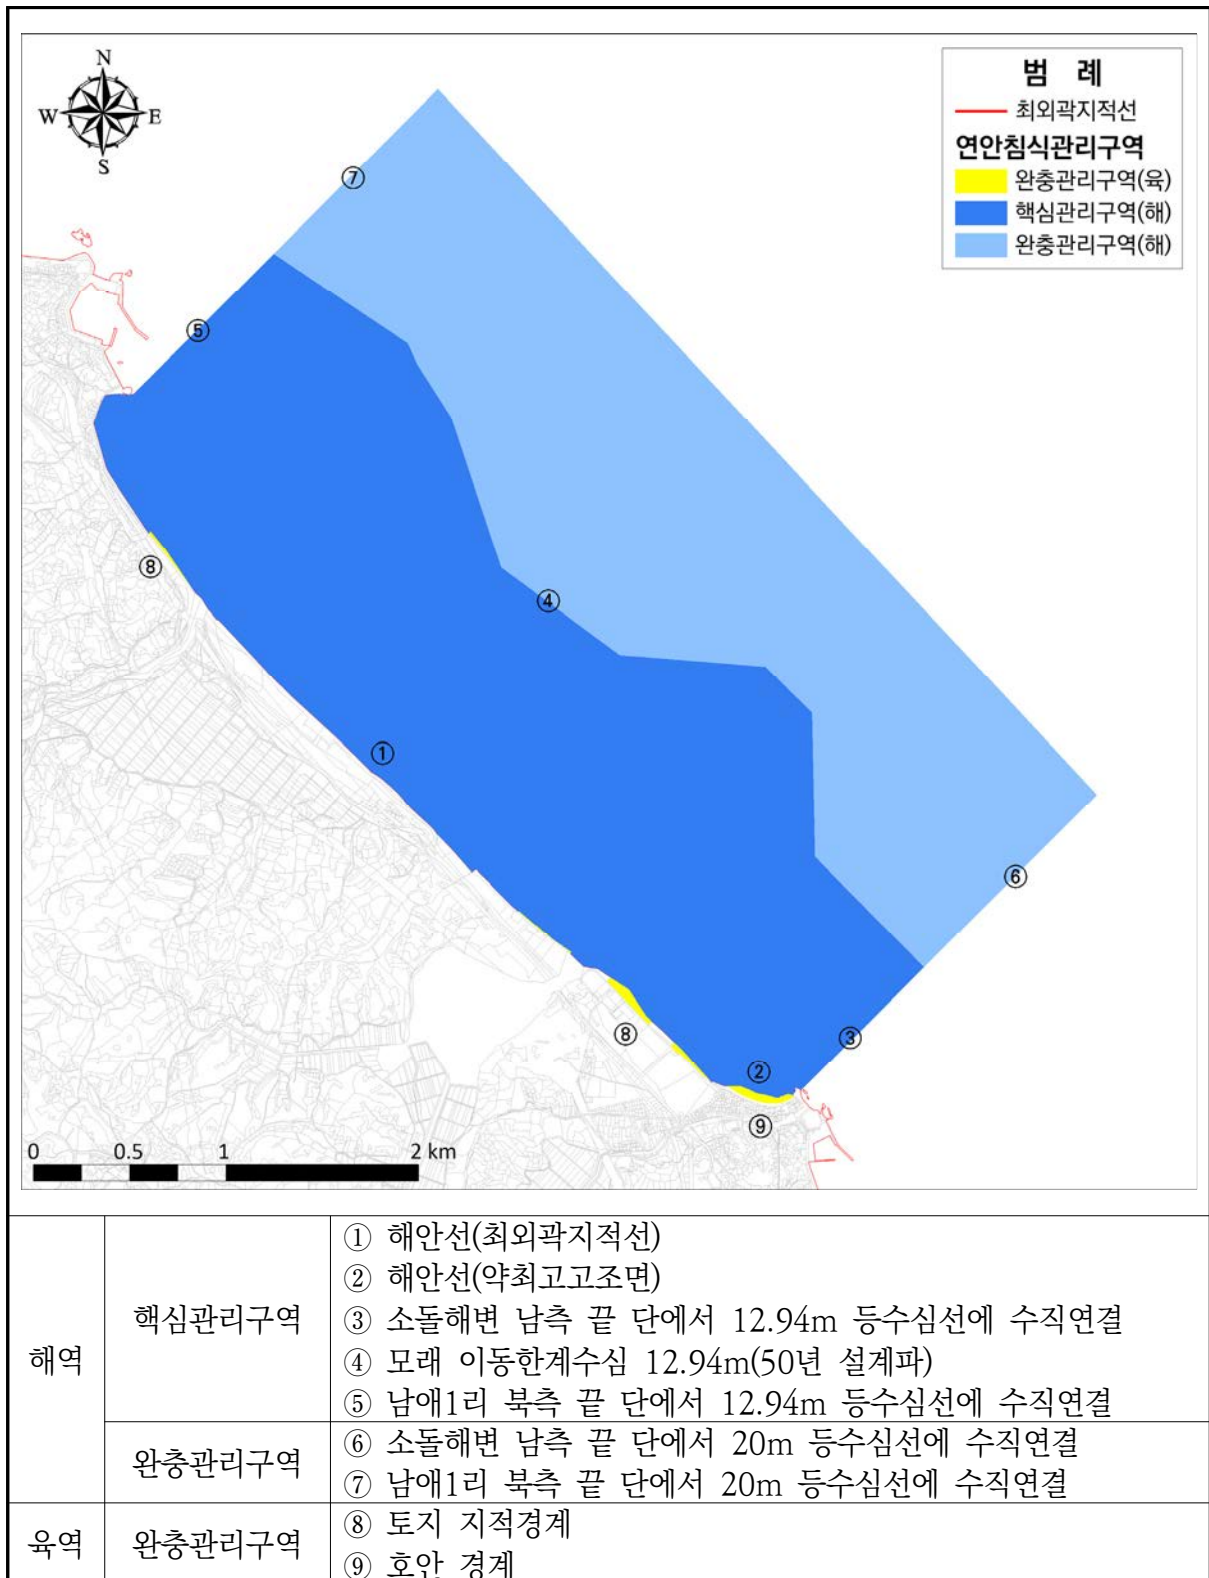 N
W E
S
범 례
최외곽지적선
연안침식관리구역
완충관리구역(육)
핵심관리구역(해)
완충관리구역(해)
⑦
⑤
⑧
④
①
⑥
⑧
③
②
⑨
0 0.5 1 2 km
해역
핵심관리구역
① 해안선(최외곽지적선)
② 해안선(약최고고조면)
③ 소돌해변 남측 끝 단에서 12.94m 등수심선에 수직연결
④ 모래 이동한계수심 12.94m(50년 설계파)
⑤ 남애1리 북측 끝 단에서 12.94m 등수심선에 수직연결
완충관리구역
⑥ 소돌해변 남측 끝 단에서 20m 등수심선에 수직연결
⑦ 남애1리 북측 끝 단에서 20m 등수심선에 수직연결
육역
완충관리구역
⑧ 토지 지적경계
⑨ 호안 경계